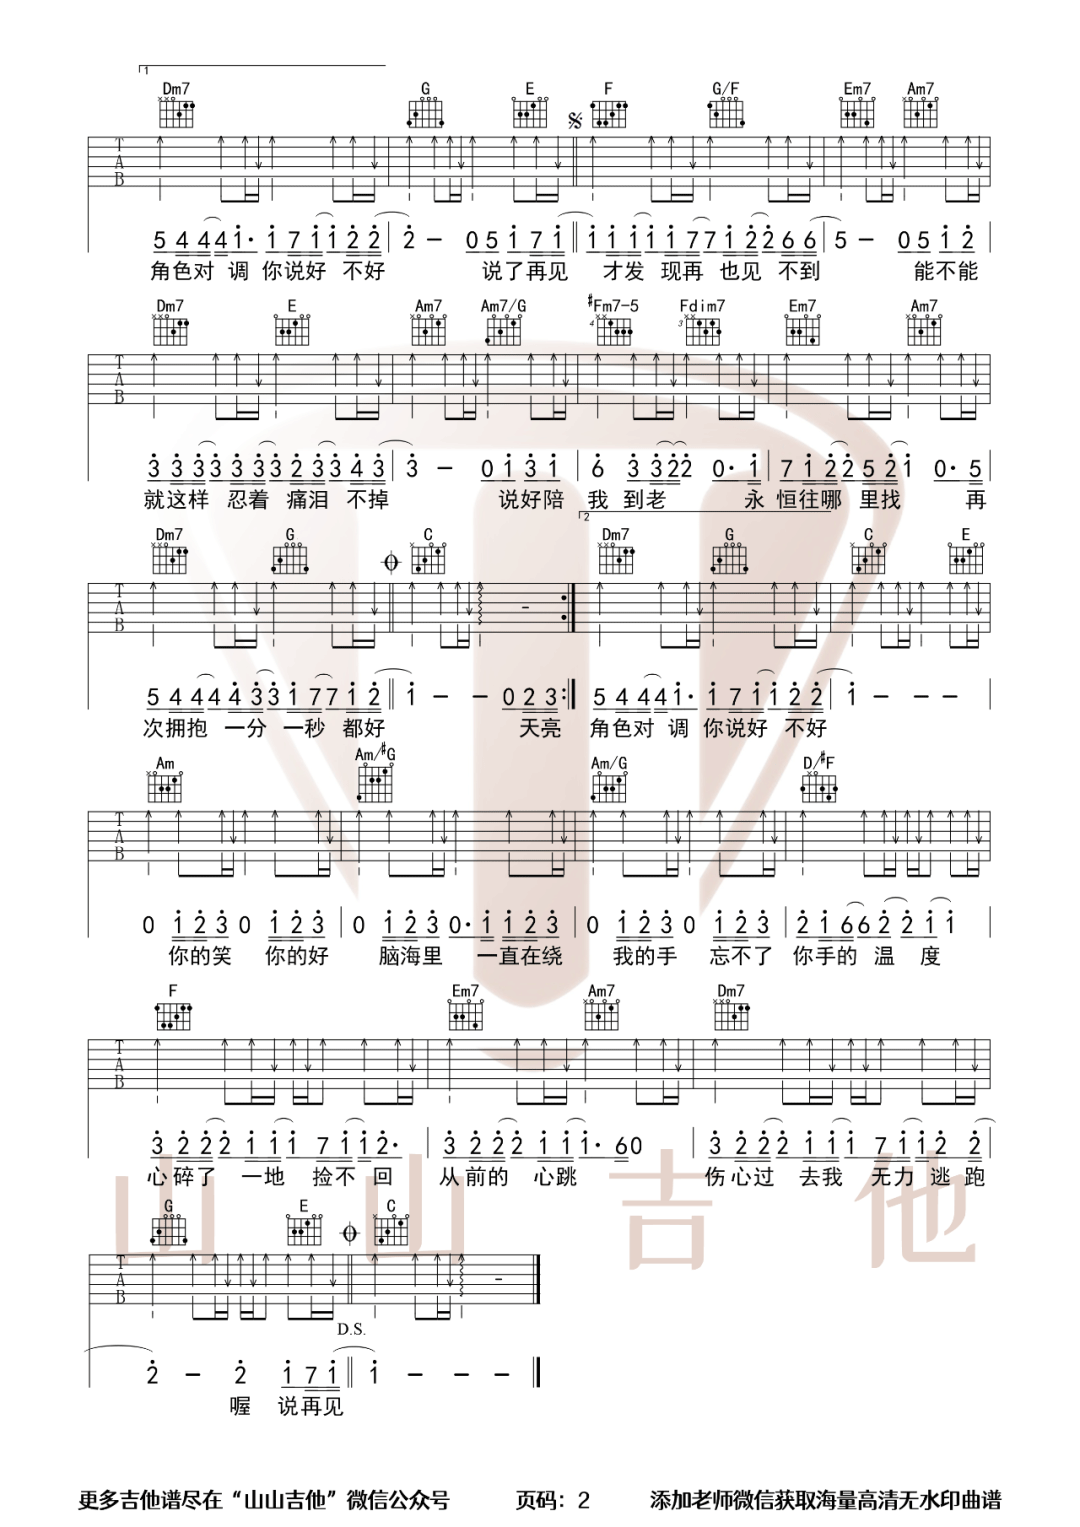 1
Dm7 G E F G/F Em7 Am7
T A B
5 4 4 4 1· 1 7 1 1 2 2 2 - 0 5 1 7 1 1 1 1 1 1 7 7 1 2 2 6 6 5 - 0 5 1 2
角色对 调 你说好 不好 说了再见 才发 现再 也见 不到 能不能
Dm7 E Am7 Am7/G #Fm7-5 Fdim7 Em7 Am7
4 3
T A B
3 3 3 3 3 3 3 2 3 3 4 3 3 - 0 1 3 1 6 3 3 2 2 0· 1 7 1 2 2 5 2 1 0· 5
就这样 忍着 痛泪 不掉 说好陪 我 到老 永 恒往哪 里找 再
2
Dm7 G C Dm7 G C E
T A B
-
5 4 4 4 4 4 3 3 1 7 7 1 2 1 - - 0 2 3 5 4 4 4 1· 1 7 1 1 2 2 1 - - -
次拥抱 一分 一秒 都好 天亮 角色对 调 你说好 不好
Am Am/#G Am/G D/#F
T A B
0 1 2 3 0 1 2 3 0 1 2 3 0· 1 1 2 3 0 1 2 3 0 1 2 3 2 1 6 6 2 2 1 1
你的笑 你的好 脑海里 一直在绕 我的手 忘不了 你手的 温 度
F Em7 Am7 Dm7
T A B
3 2 2 2 1 1 1 7 1 1 2· 3 2 2 2 1 1 1· 6 0 3 2 2 2 1 1 1 7 1 1 2 2
心碎了 一地 捡不 回 从前的 心跳 伤心过 去我 无力 逃 跑
G E C
T A B
-
D.S.
2 - 2 1 7 1 1 - - -
喔 说再见
山山吉他
更多吉他谱尽在“山山吉他”微信公众号 页码：2 添加老师微信获取海量高清无水印曲谱